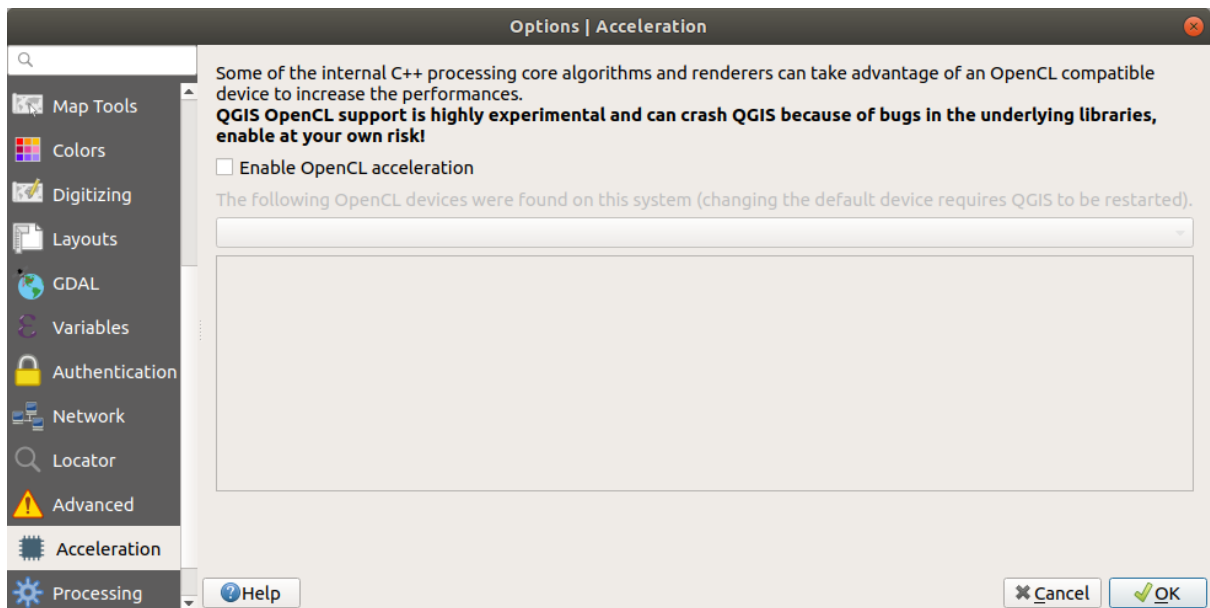 Options | Acceleration
Map Tools
Colors
Digitizing
Layouts
GDAL
Variables
Authentication
Network
Locator
Advanced
Acceleration
Processing
Some of the internal C++ processing core algorithms and renderers can take advantage of an OpenCL compatible
device to increase the performances.
QGIS OpenCL support is highly experimental and can crash QGIS because of bugs in the underlying libraries,
enable at your own risk!
Enable OpenCL acceleration
The following OpenCL devices were found on this system (changing the default device requires QGIS to be restarted).
Help
Cancel
OK